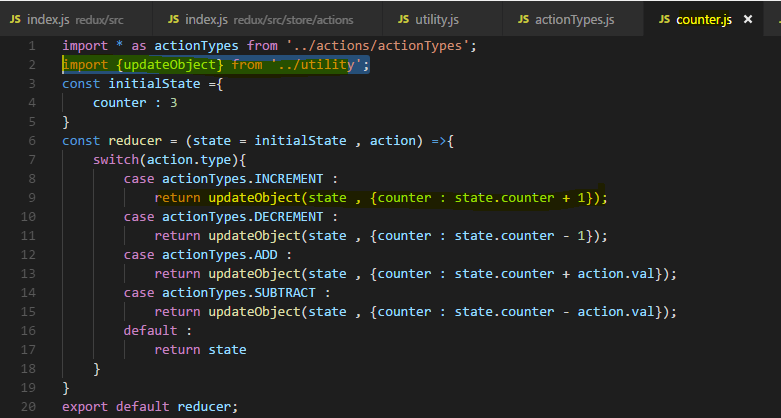 JS index.js redux/src JS index.js redux/src/store/actions JS utility.js JS actionTypes.js JS counter.js ×
1 import * as actionTypes from '../actions/actionTypes';
2 import {updateObject} from '../utility';
3 const initialState ={
4 counter : 3
5 }
6 const reducer = (state = initialState , action) =>{
7 switch(action.type){
8 case actionTypes.INCREMENT :
9 return updateObject(state , {counter : state.counter + 1});
10 case actionTypes.DECREMENT :
11 return updateObject(state , {counter : state.counter - 1});
12 case actionTypes.ADD :
13 return updateObject(state , {counter : state.counter + action.val});
14 case actionTypes.SUBTRACT :
15 return updateObject(state , {counter : state.counter - action.val});
16 default :
17 return state
18 }
19 }
20 export default reducer;